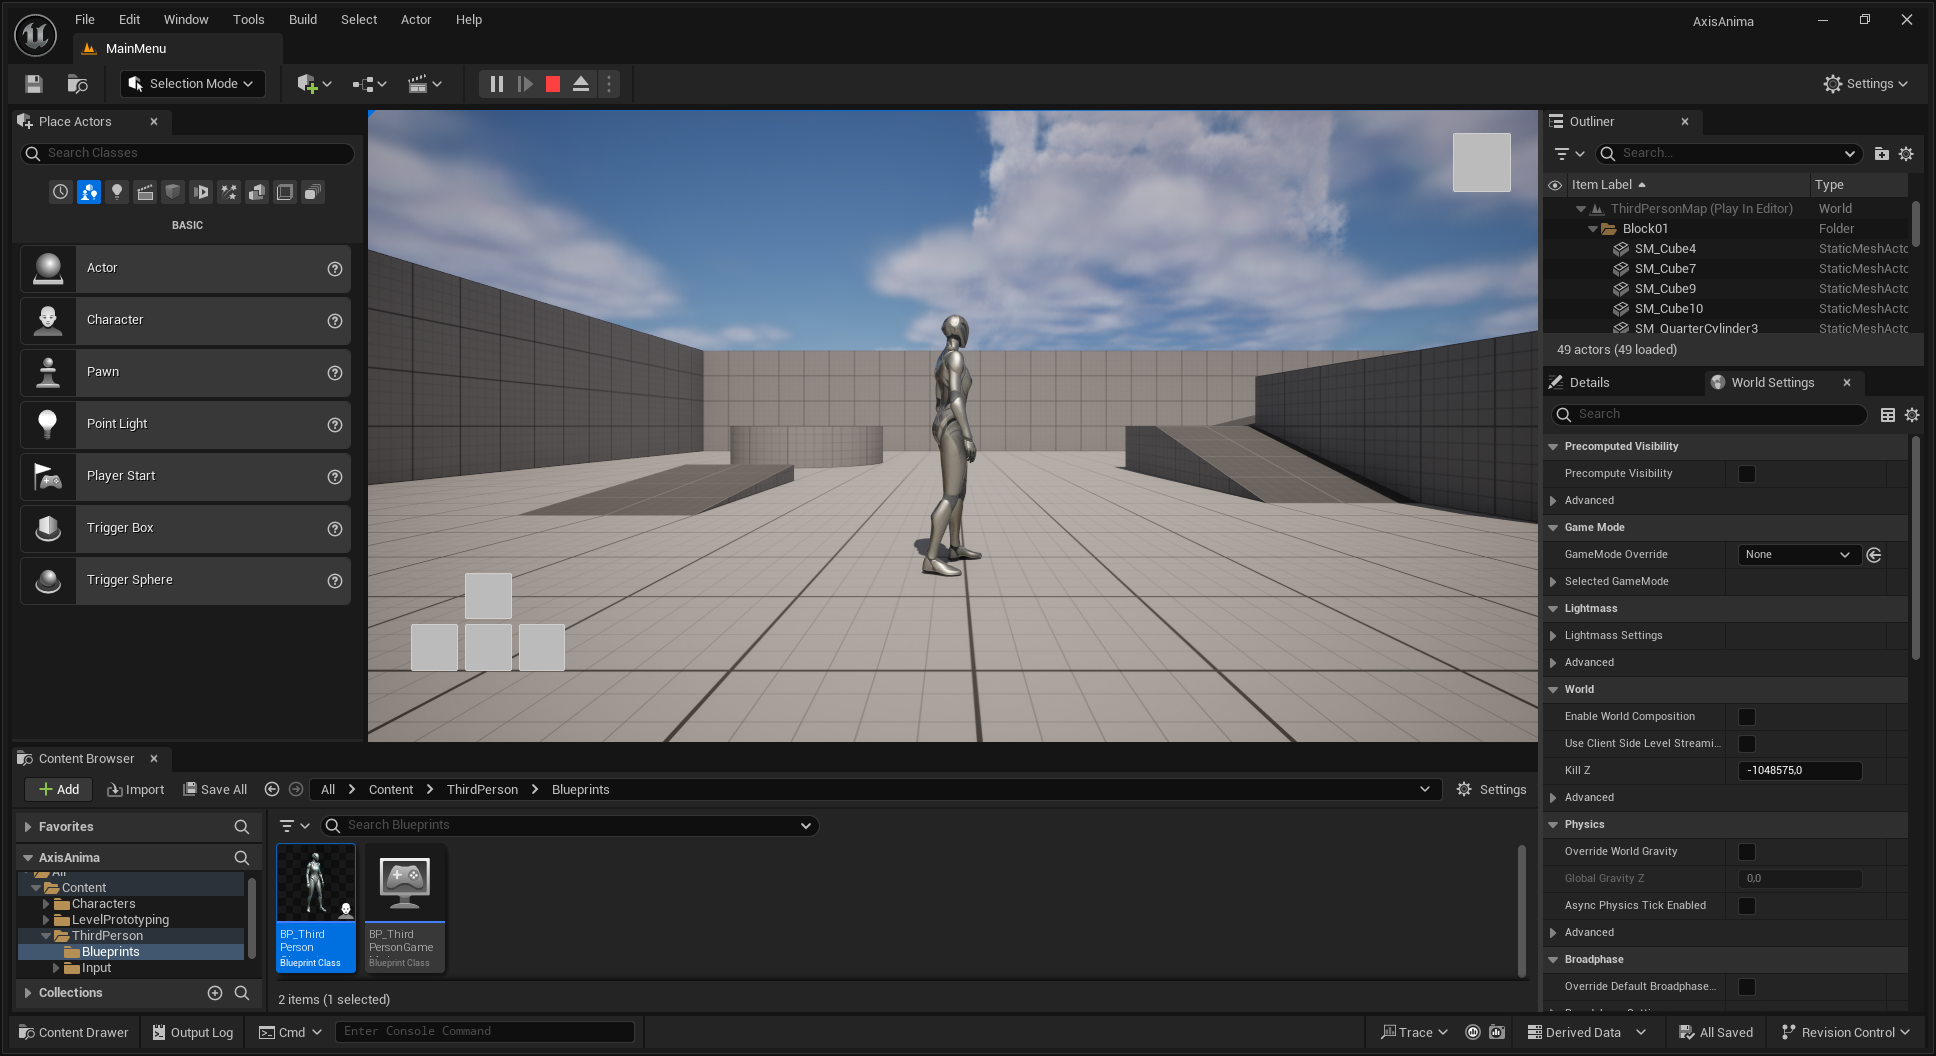 File Edit Window Tools Build Select Actor Help
AxisAnima
MainMenu
Selection Mode
Settings
Place Actors
Search Classes
BASIC
Actor
Character
Pawn
Point Light
Player Start
Trigger Box
Trigger Sphere
Outliner
Search...
Item Label Type
ThirdPersonMap (Play In Editor) World
Block01 Folder
SM_Cube4 StaticMeshActo
SM_Cube7 StaticMeshActo
SM_Cube9 StaticMeshActo
SM_Cube10 StaticMeshActo
SM_QuarterCylinder3 StaticMeshActo
49 actors (49 loaded)
Details World Settings
Search
Precomputed Visibility
Precompute Visibility
Advanced
Game Mode
GameMode Override None
Selected GameMode
Lightmass
Lightmass Settings
Advanced
World
Enable World Composition
Use Client Side Level Streami...
Kill Z -1048575,0
Advanced
Physics
Override World Gravity
Global Gravity Z 0,0
Async Physics Tick Enabled
Advanced
Broadphase
Override Default Broadphase...
Content Browser
Add Import Save All All Content ThirdPerson Blueprints Settings
Favorites
AxisAnima
All
Content
Characters
LevelPrototyping
ThirdPerson
Blueprints
Input
Collections
Search Blueprints
BP_Third
Person
Blueprint Class
BP_Third
PersonGame
Blueprint Class
2 items (1 selected)
Content Drawer Output Log Cmd Enter Console Command Trace Derived Data All Saved Revision Control